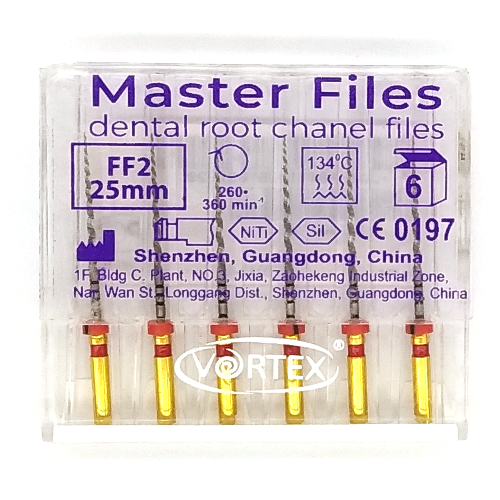 Master Files
dental root chanel files
FF2
25mm
260-
360 min⁻¹
134°C
6
NiTi
Sil
CE 0197
Shenzhen, Guangdong, China
1F, Bldg C. Plant, NO.3, Jixia, Zaohekeng Industrial Zone,
Nan Wan St., Longgang Dist., Shenzhen, Guangdong, China
VORTEX®